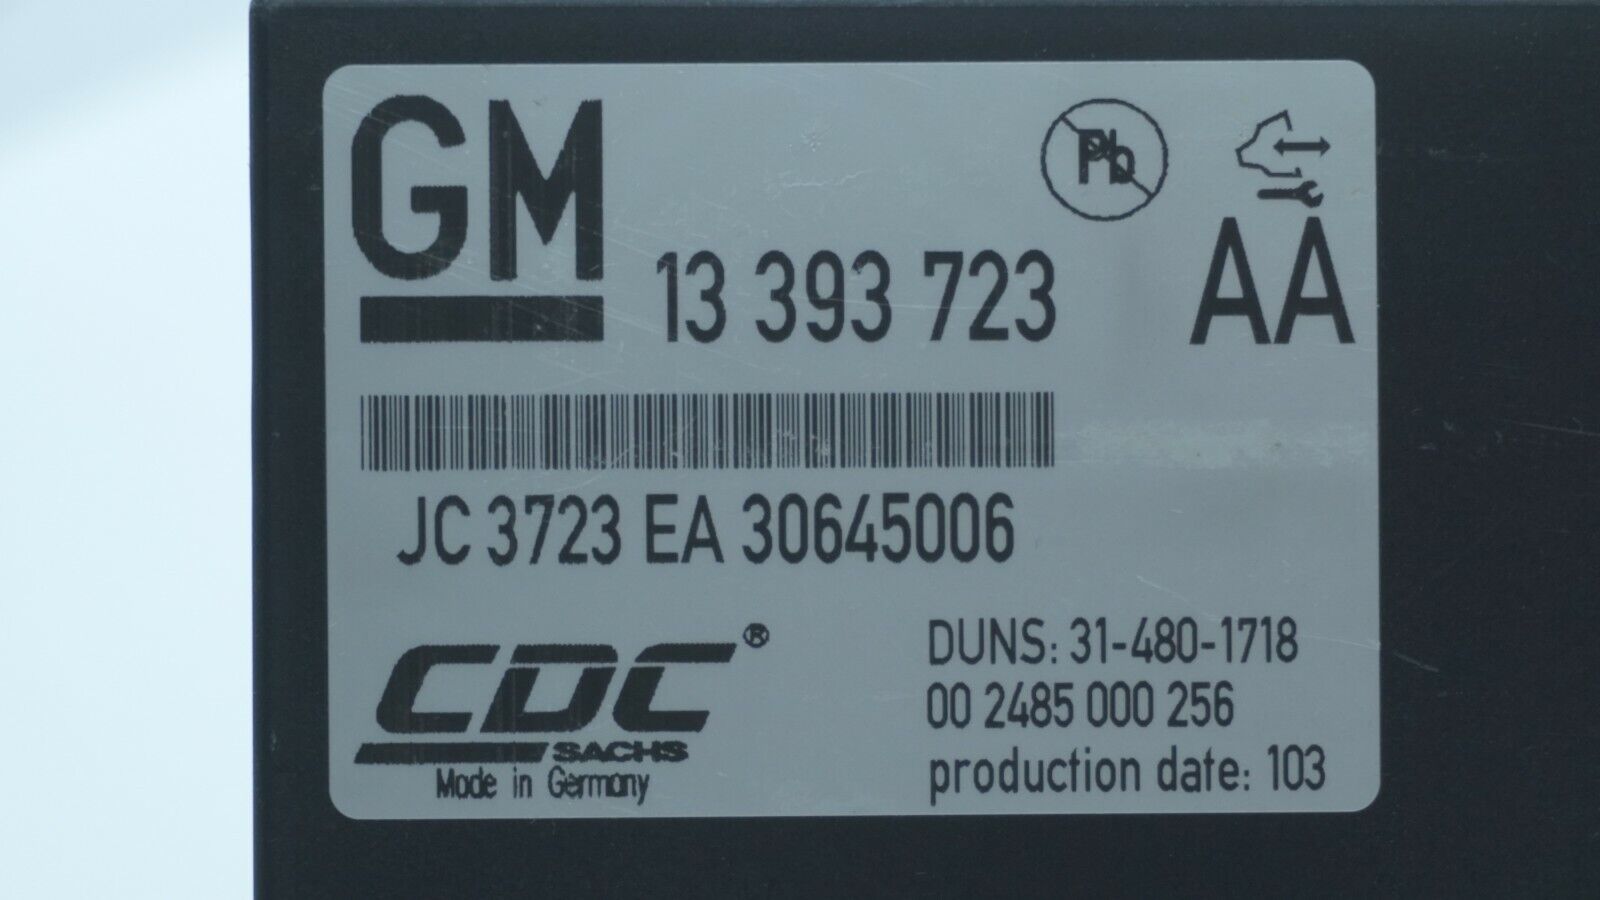 GM
Pb
13 393 723
AA
JC 3723 EA 30645006
CDC®
SACHS
Made in Germany
DUNS: 31-480-1718
00 2485 000 256
production date: 103